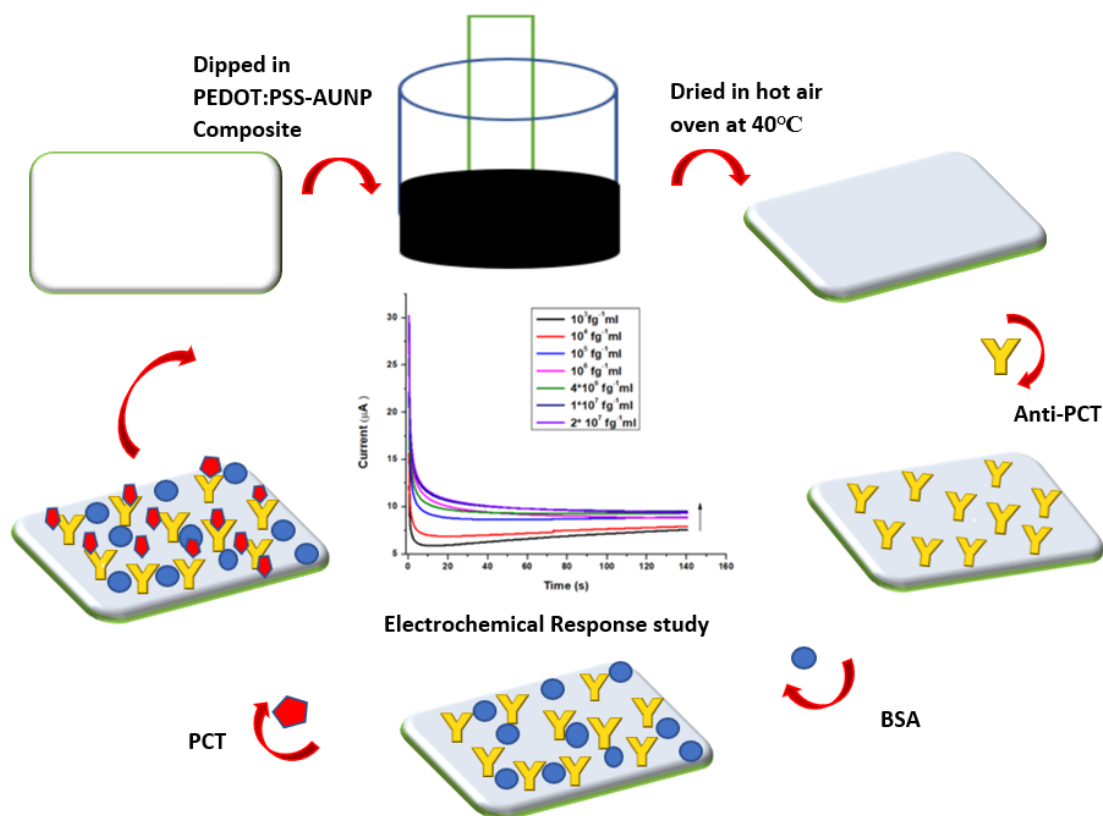 Dipped in
PEDOT:PSS-AUNP
Composite
Dried in hot air
oven at 40°C
Anti-PCT
BSA
PCT
Electrochemical Response study
Current (μA)
30
25
20
15
10
5
0 20 40 60 80 100 120 140 160
Time (s)
10³fg⁻¹ml
10⁴ fg⁻¹ml
10⁵ fg⁻¹ml
10⁶ fg⁻¹ml
4*10⁶ fg⁻¹ml
1*10⁷ fg⁻¹ml
2* 10⁷ fg⁻¹ml